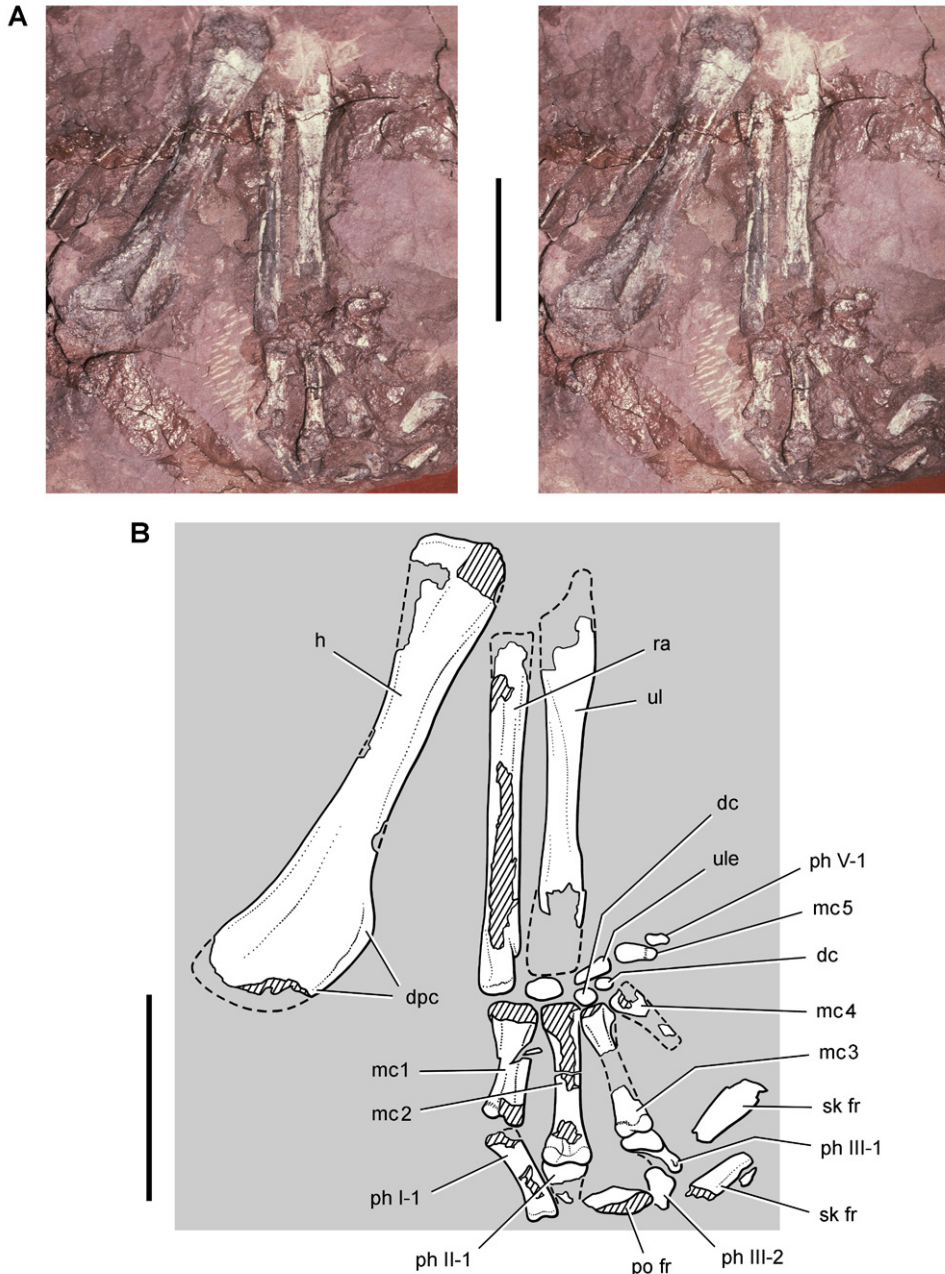 A
B
h
ra
ul
dc
ule
ph V-1
mc5
dc
dpc
mc4
mc1
mc3
mc2
sk fr
ph III-1
ph I-1
sk fr
ph II-1
po fr
ph III-2